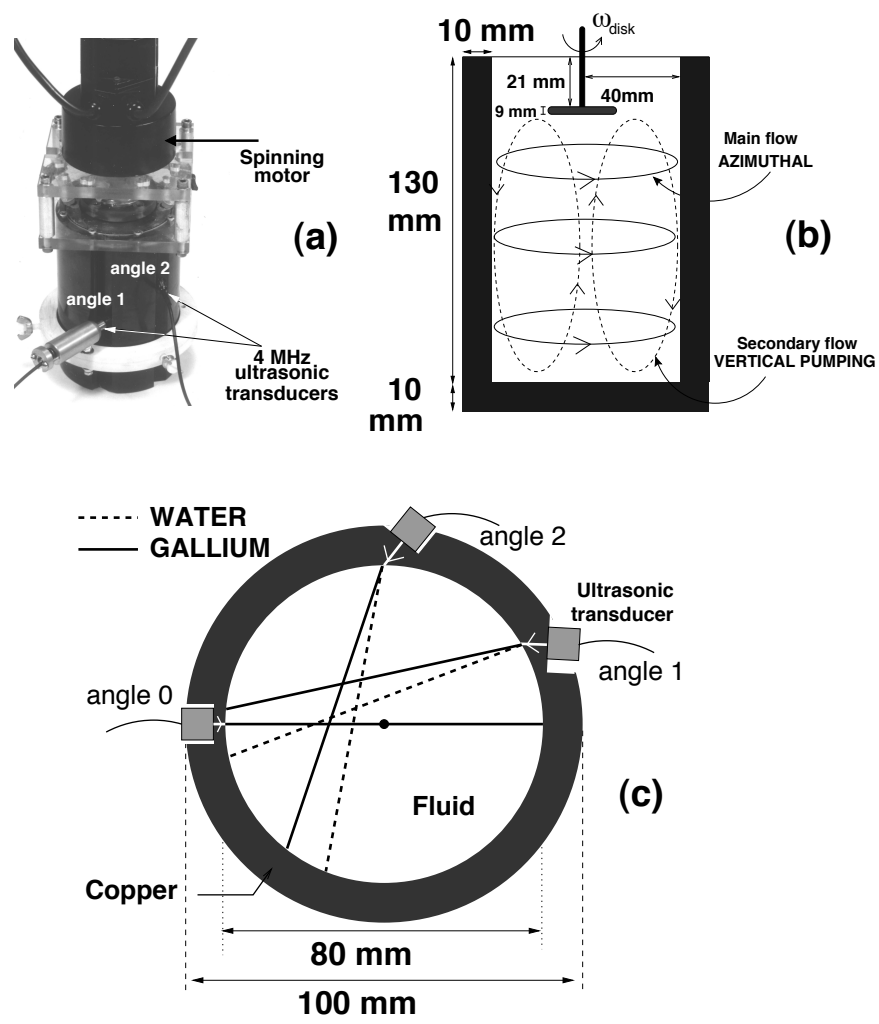 Spinning
motor
(a)
angle 2
angle 1
4 MHz
ultrasonic
transducers
10 mm
ω_disk
21 mm
40mm
9 mm
130
mm
Main flow
AZIMUTHAL
(b)
Secondary flow
VERTICAL PUMPING
10
mm
WATER
GALLIUM
angle 2
Ultrasonic
transducer
angle 1
angle 0
Fluid
(c)
Copper
80 mm
100 mm